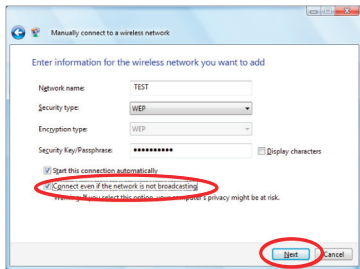 Manually connect to a wireless network
Enter information for the wireless network you want to add
Network name: TEST
Security type: WEP
Encryption type: WEP
Security Key/Passphrase: •••••••••• Display characters
Start this connection automatically
Connect even if the network is not broadcasting
Warning: If you select this option, your computer's privacy might be at risk.
Next Cancel